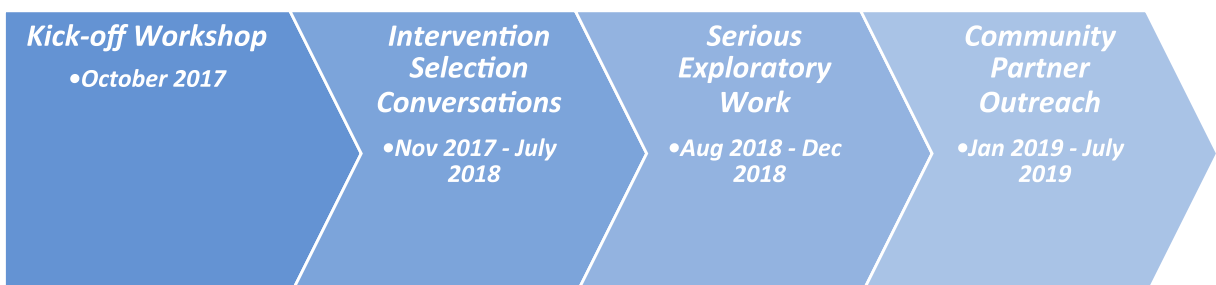 Kick-off Workshop
•October 2017
Intervention
Selection
Conversations
•Nov 2017 - July
2018
Serious
Exploratory
Work
•Aug 2018 - Dec
2018
Community
Partner
Outreach
•Jan 2019 - July
2019